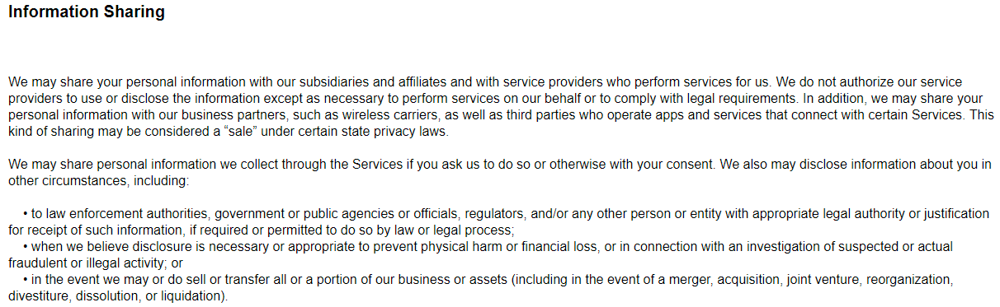 Information Sharing
We may share your personal information with our subsidiaries and affiliates and with service providers who perform services for us. We do not authorize our service
providers to use or disclose the information except as necessary to perform services on our behalf or to comply with legal requirements. In addition, we may share your
personal information with our business partners, such as wireless carriers, as well as third parties who operate apps and services that connect with certain Services. This
kind of sharing may be considered a “sale” under certain state privacy laws.
We may share personal information we collect through the Services if you ask us to do so or otherwise with your consent. We also may disclose information about you in
other circumstances, including:
• to law enforcement authorities, government or public agencies or officials, regulators, and/or any other person or entity with appropriate legal authority or justification
for receipt of such information, if required or permitted to do so by law or legal process;
• when we believe disclosure is necessary or appropriate to prevent physical harm or financial loss, or in connection with an investigation of suspected or actual
fraudulent or illegal activity; or
• in the event we may or do sell or transfer all or a portion of our business or assets (including in the event of a merger, acquisition, joint venture, reorganization,
divestiture, dissolution, or liquidation).